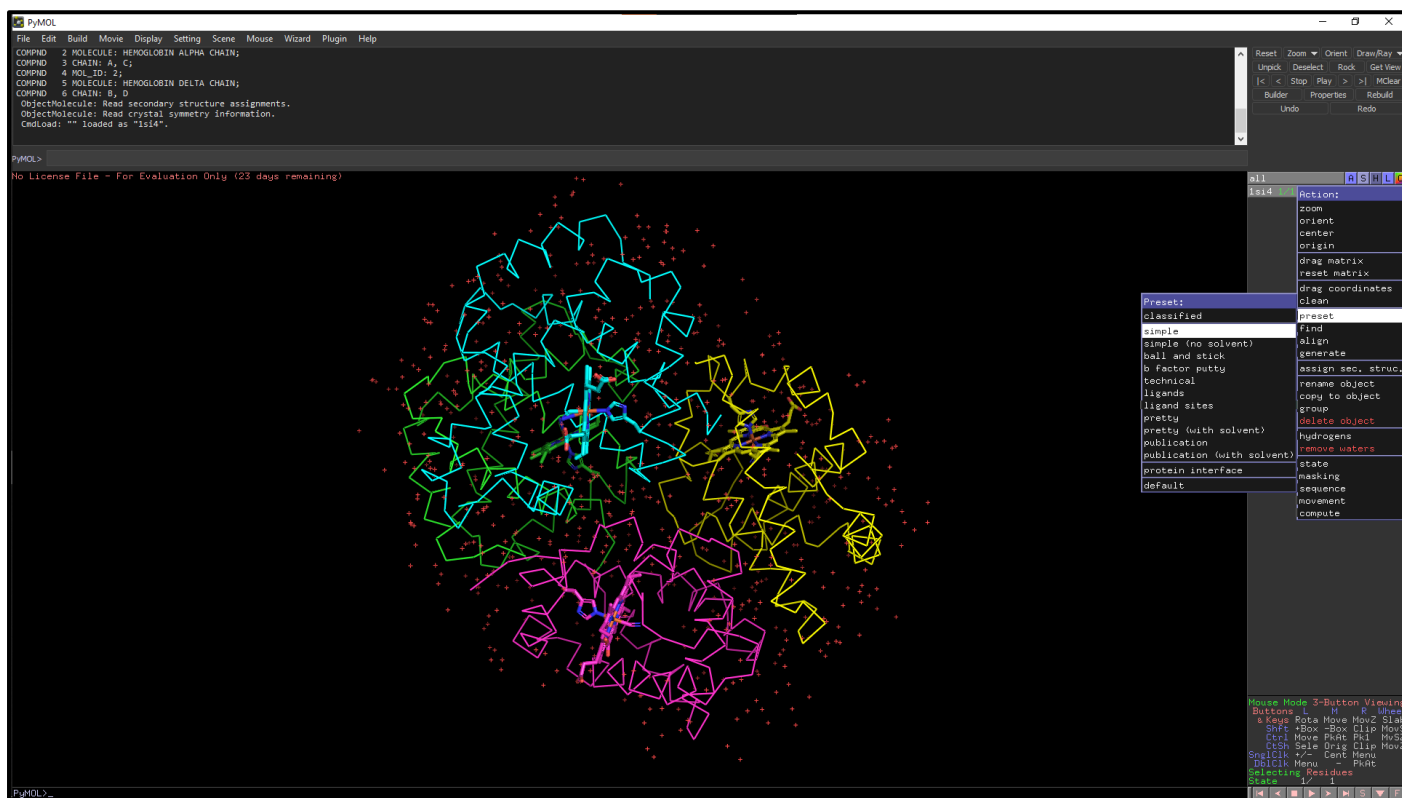 PyMOL
File Edit Build Movie Display Setting Scene Mouse Wizard Plugin Help
COMPND 2 MOLECULE: HEMOGLOBIN ALPHA CHAIN;
COMPND 3 CHAIN: A, C;
COMPND 4 MOL_ID: 2;
COMPND 5 MOLECULE: HEMOGLOBIN DELTA CHAIN;
COMPND 6 CHAIN: B, D
ObjectMolecule: Read secondary structure assignments.
ObjectMolecule: Read crystal symmetry information.
CmdLoad: "" loaded as "1si4".
Reset Zoom Orient Draw/Ray
Unpick Deselect Rock Get View
|< < Stop Play > >| MClear
Builder Properties Rebuild
Undo Redo
PyMOL>
No License File - For Evaluation Only (23 days remaining)
all A S H L C
1si4 1/1
Action:
zoom
orient
center
origin
drag matrix
reset matrix
drag coordinates
clean
preset
find
align
generate
assign sec. struc.
rename object
copy to object
group
delete object
hydrogens
remove waters
state
masking
sequence
movement
compute
Preset:
classified
simple
simple (no solvent)
ball and stick
b factor putty
technical
ligands
ligand sites
pretty
pretty (with solvent)
publication
publication (with solvent)
protein interface
default
Mouse Mode 3-Button Viewing
Buttons L M R Whee
& Keys Rota Move MovZ Slab
Shft +Box -Box Clip MovS
Ctrl Move PkAt Pk1 MvSZ
CtSh Sele Orig Clip MovZ
SnglClk +/- Cent Menu
DblClk Menu - PkAt
Selecting Residues
State 1/ 1
PyMOL>_
S F